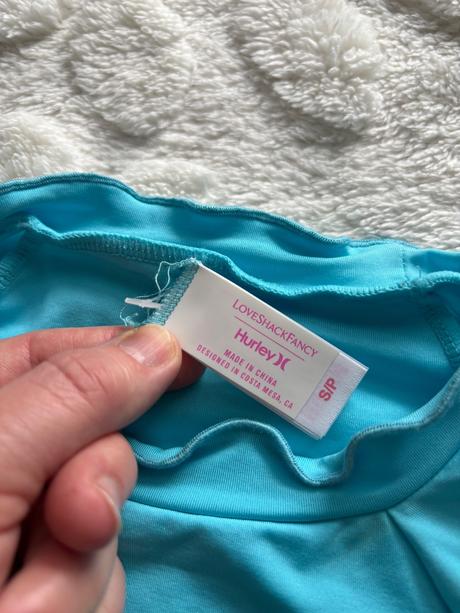 LoveShackFancy
Hurley
MADE IN CHINA
DESIGNED IN COSTA MESA, CA
S/P